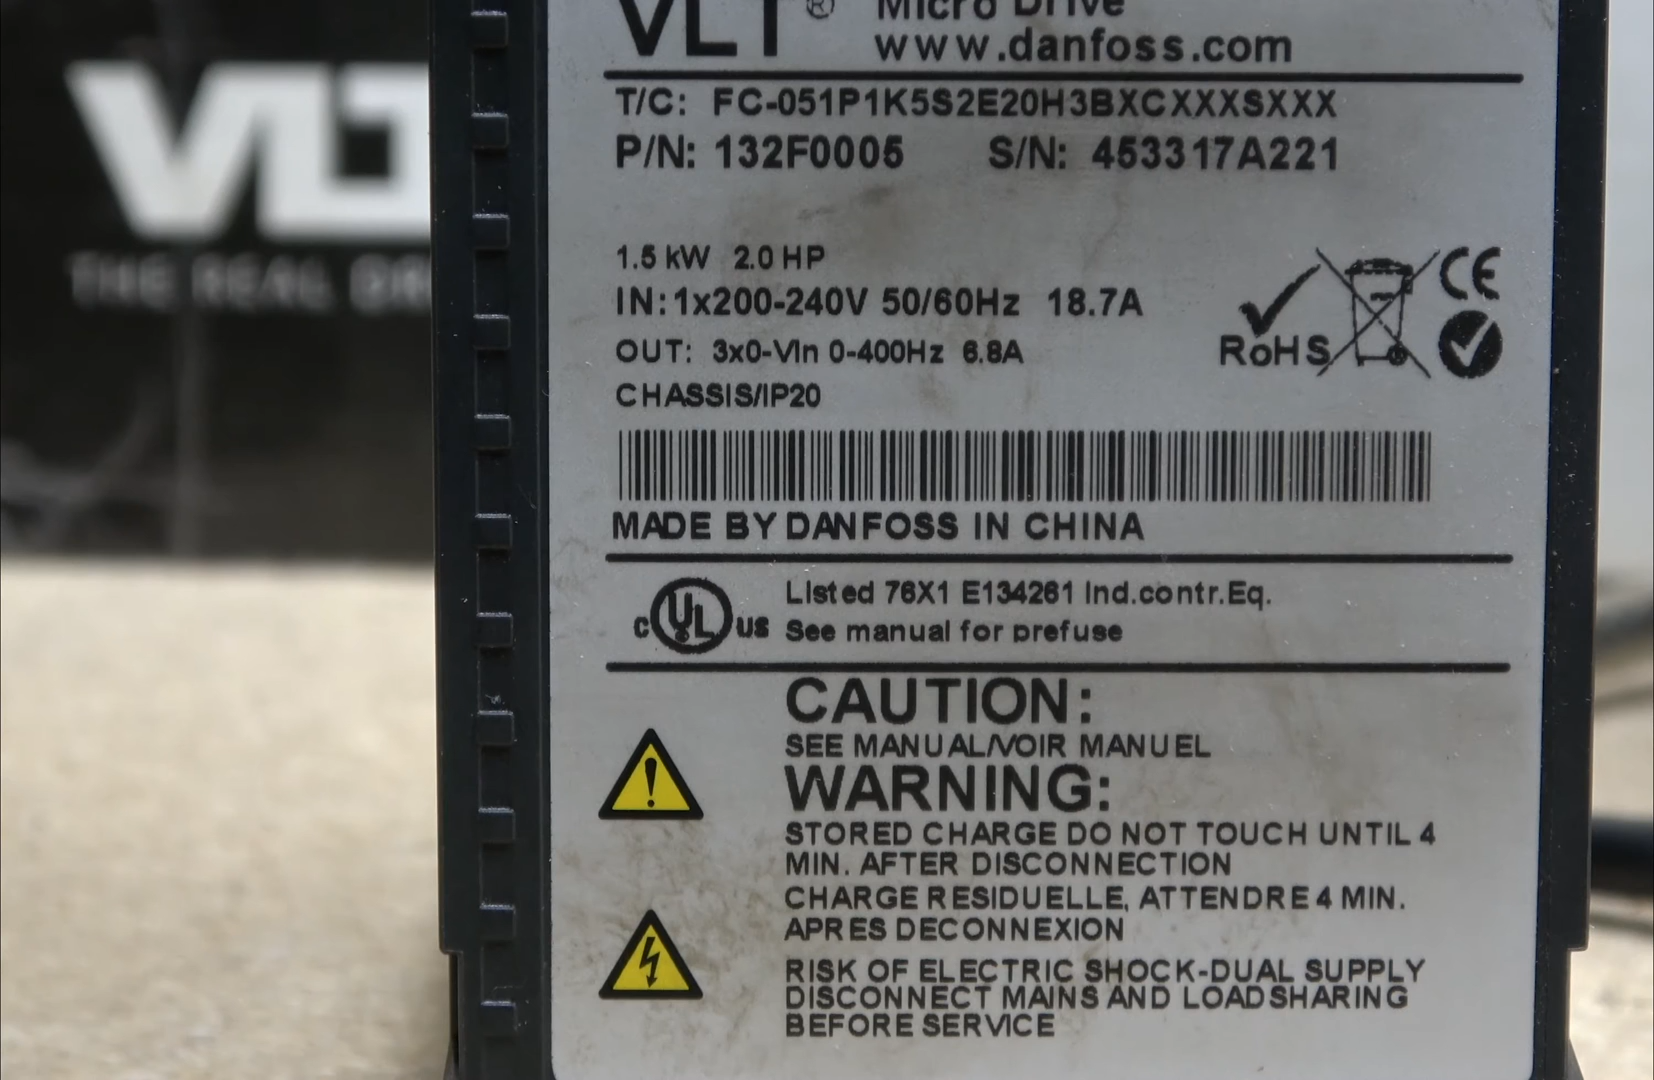 VLT
THE REAL DR
VLT® Micro Drive
www.danfoss.com
T/C: FC-051P1K5S2E20H3BXCXXXSXXX
P/N: 132F0005 S/N: 453317A221
1.5 kW 2.0 HP
IN: 1x200-240V 50/60Hz 18.7A
OUT: 3x0-Vin 0-400Hz 6.8A
CHASSIS/IP20
RoHS
CE
MADE BY DANFOSS IN CHINA
c UL us
Listed 76X1 E134261 Ind.contr.Eq.
See manual for prefuse
CAUTION:
SEE MANUAL/VOIR MANUEL
WARNING:
STORED CHARGE DO NOT TOUCH UNTIL 4
MIN. AFTER DISCONNECTION
CHARGE RESIDUELLE, ATTENDRE 4 MIN.
APRES DECONNEXION
RISK OF ELECTRIC SHOCK-DUAL SUPPLY
DISCONNECT MAINS AND LOADSHARING
BEFORE SERVICE